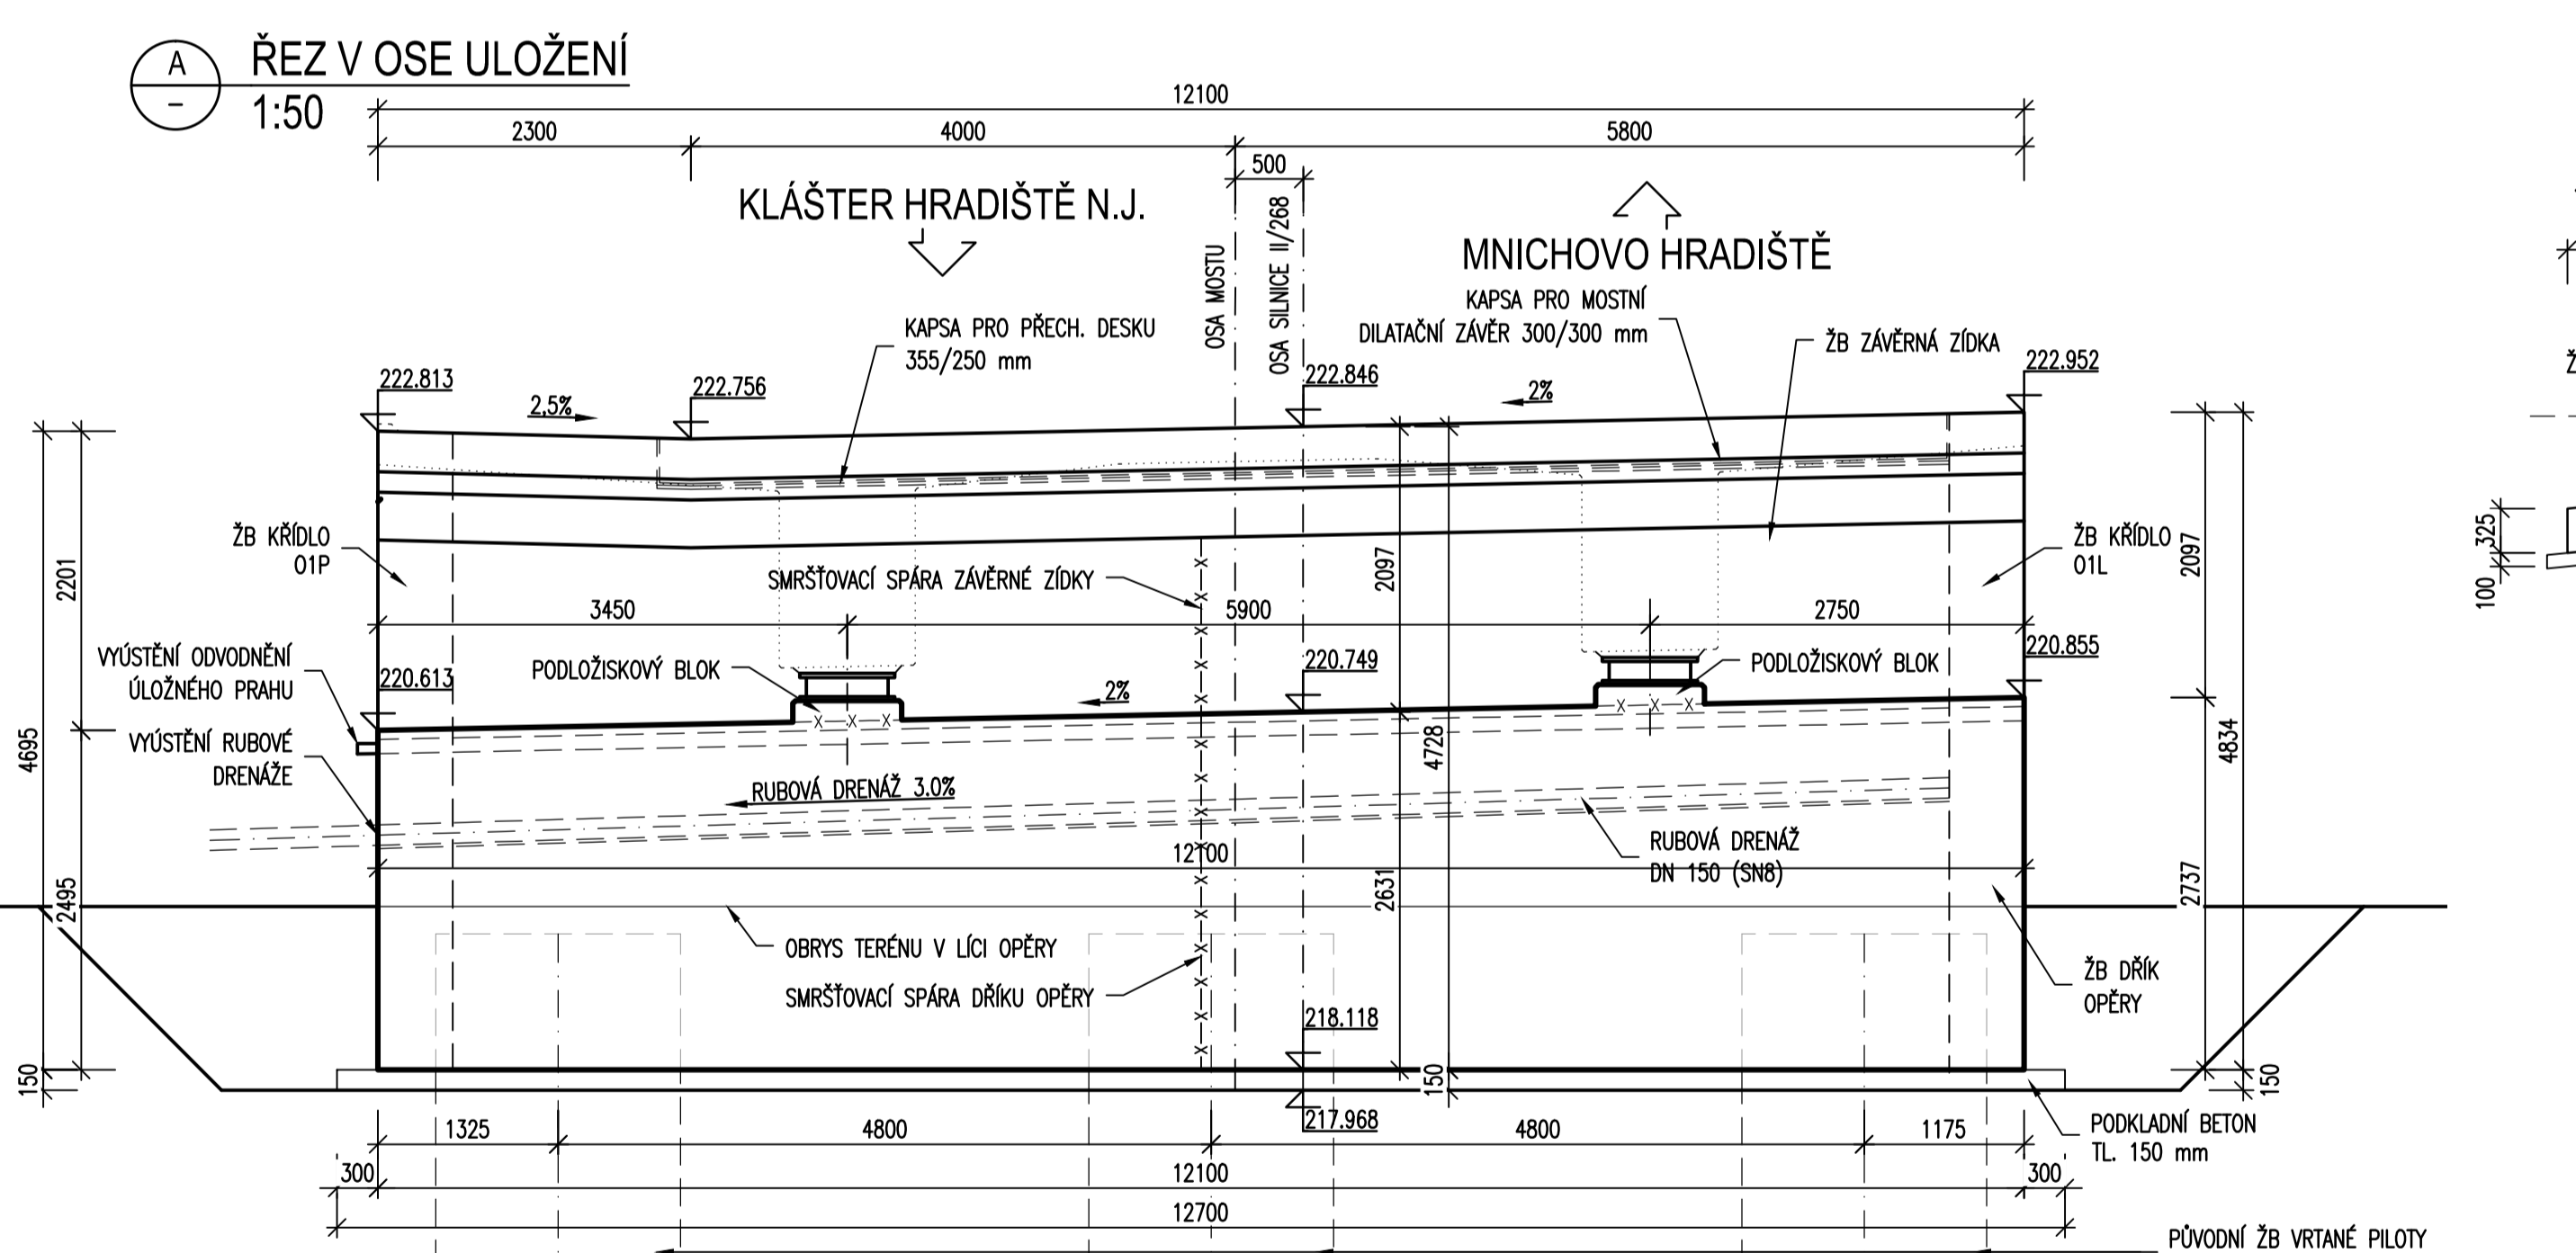 A
–
ŘEZ V OSE ULOŽENÍ
1:50
12100
2300
4000
5800
500
KLÁŠTER HRADIŠTĚ N.J.
MNICHOVO HRADIŠTĚ
OSA MOSTU
OSA SILNICE II/268
KAPSA PRO MOSTNÍ
DILATAČNÍ ZÁVĚR 300/300 mm
KAPSA PRO PŘECH. DESKU
355/250 mm
ŽB ZÁVĚRNÁ ZÍDKA
222.813
2,5%
222.756
222.846
2%
222.952
ŽB KŘÍDLO
01P
ŽB KŘÍDLO
01L
2201
2097
2097
325
100
SMRŠŤOVACÍ SPÁRA ZÁVĚRNÉ ZÍDKY
3450
5900
2750
VYÚSTĚNÍ ODVODNĚNÍ
ÚLOŽNÉHO PRAHU
220.613
PODLOŽISKOVÝ BLOK
220.749
PODLOŽISKOVÝ BLOK
220.855
2%
VYÚSTĚNÍ RUBOVÉ
DRENÁŽE
4695
4728
4834
RUBOVÁ DRENÁŽ 3.0%
RUBOVÁ DRENÁŽ
DN 150 (SN8)
12100
2495
2631
2737
OBRYS TERÉNU V LÍCI OPĚRY
SMRŠŤOVACÍ SPÁRA DŘÍKU OPĚRY
ŽB DŘÍK
OPĚRY
218.118
150
150
150
217.968
PODKLADNÍ BETON
TL. 150 mm
1325
4800
4800
1175
300
12100
300
12700
PŮVODNÍ ŽB VRTANÉ PILOTY